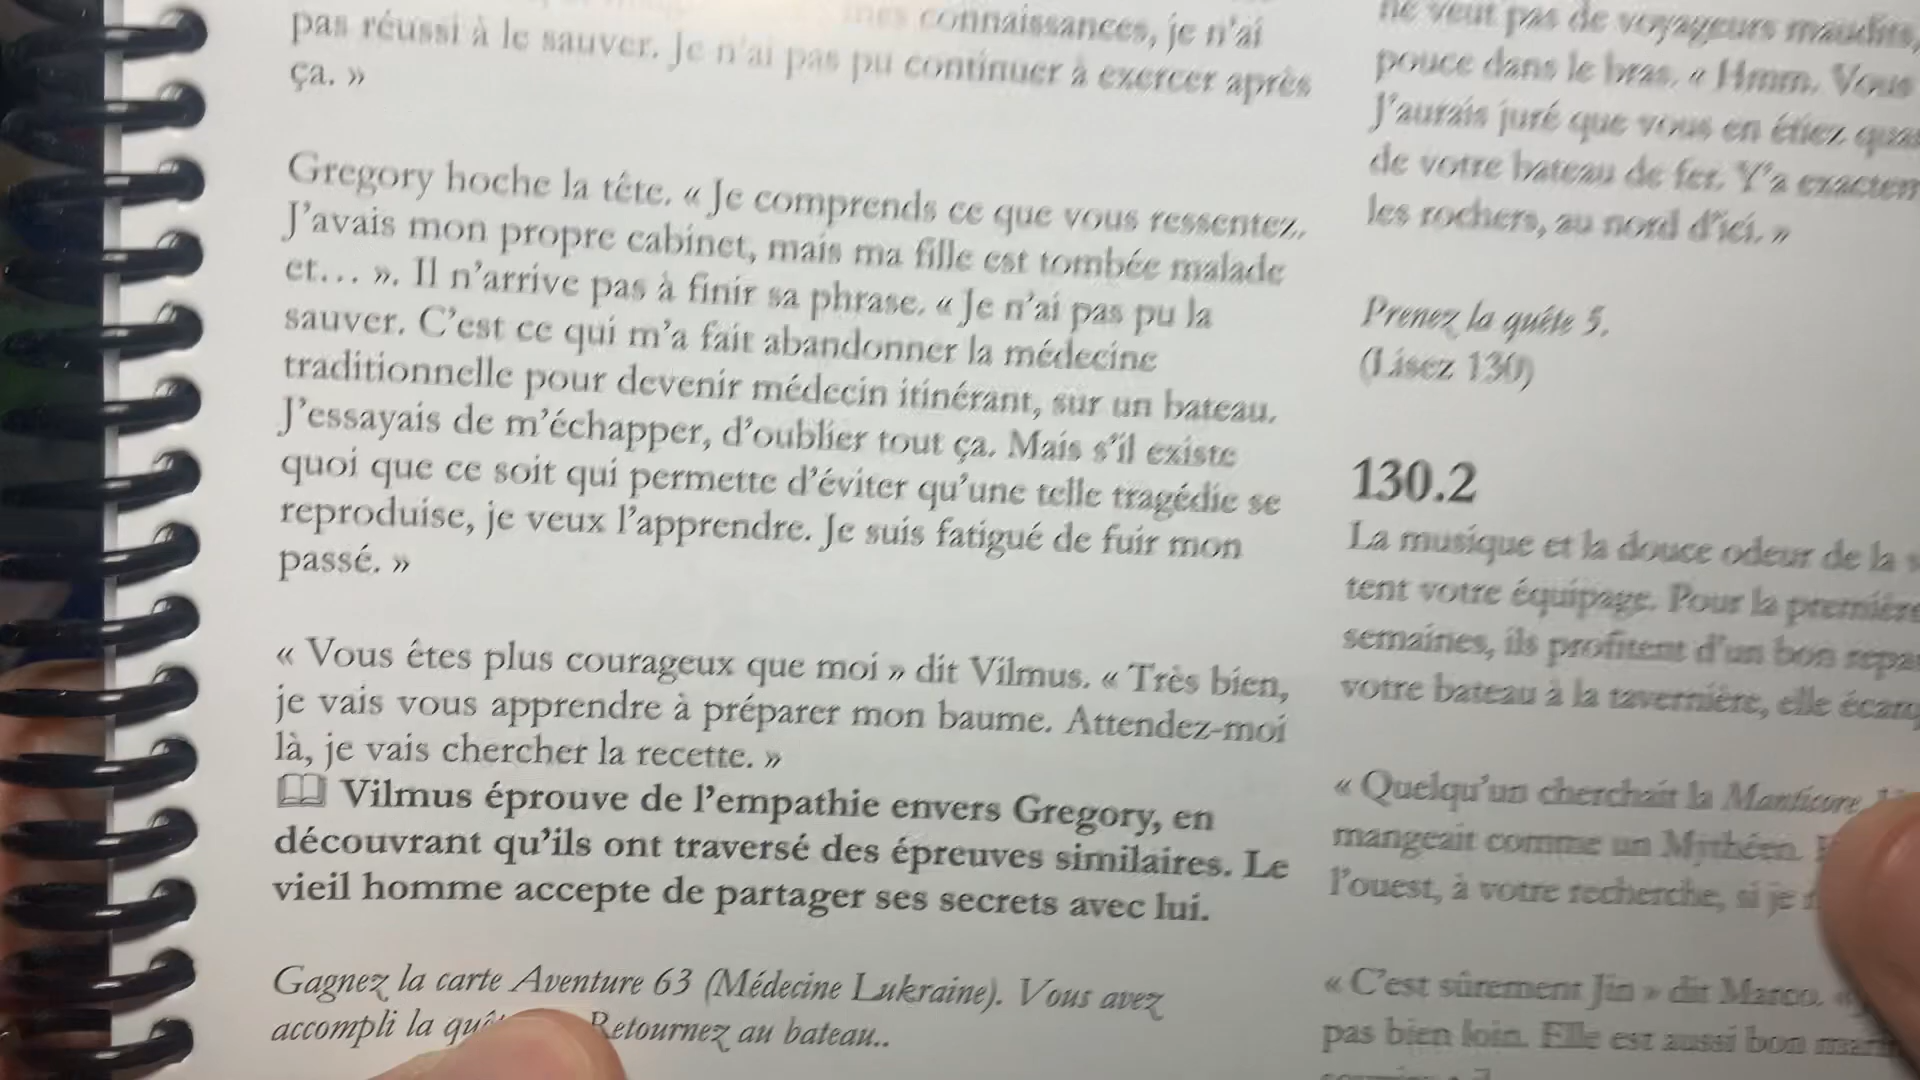 mes connaissances, je n'ai
pas réussi à le sauver. Je n'ai pas pu continuer à exercer après
ça. »
Gregory hoche la tête. « Je comprends ce que vous ressentez.
J'avais mon propre cabinet, mais ma fille est tombée malade
et… ». Il n'arrive pas à finir sa phrase. « Je n'ai pas pu la
sauver. C'est ce qui m'a fait abandonner la médecine
traditionnelle pour devenir médecin itinérant, sur un bateau.
J'essayais de m'échapper, d'oublier tout ça. Mais s'il existe
quoi que ce soit qui permette d'éviter qu'une telle tragédie se
reproduise, je veux l'apprendre. Je suis fatigué de fuir mon
passé. »
« Vous êtes plus courageux que moi » dit Vilmus. « Très bien,
je vais vous apprendre à préparer mon baume. Attendez-moi
là, je vais chercher la recette. »
Vilmus éprouve de l'empathie envers Gregory, en
découvrant qu'ils ont traversé des épreuves similaires. Le
vieil homme accepte de partager ses secrets avec lui.
Gagnez la carte Aventure 63 (Médecine Lukraine). Vous avez
accompli la Retournez au bateau..
ne veut pas de voyageurs maudits,
pouce dans le bras. « Hmm. Vous
J'aurais juré que vous en étiez
de votre bateau de fer. Y'a
les rochers, au nord d'ici. »
Prenez la quête 5.
(Lisez 130)
130.2
La musique et la douce odeur de la
tent votre équipage. Pour la première
semaines, ils profitent d'un bon
votre bateau à la tavernière, elle
« Quelqu'un cherchait la Manticore.
mangeait comme un Mythéen.
l'ouest, à votre recherche, si je
« C'est sûrement Jin » dit Marco.
pas bien loin. Elle est aussi bon